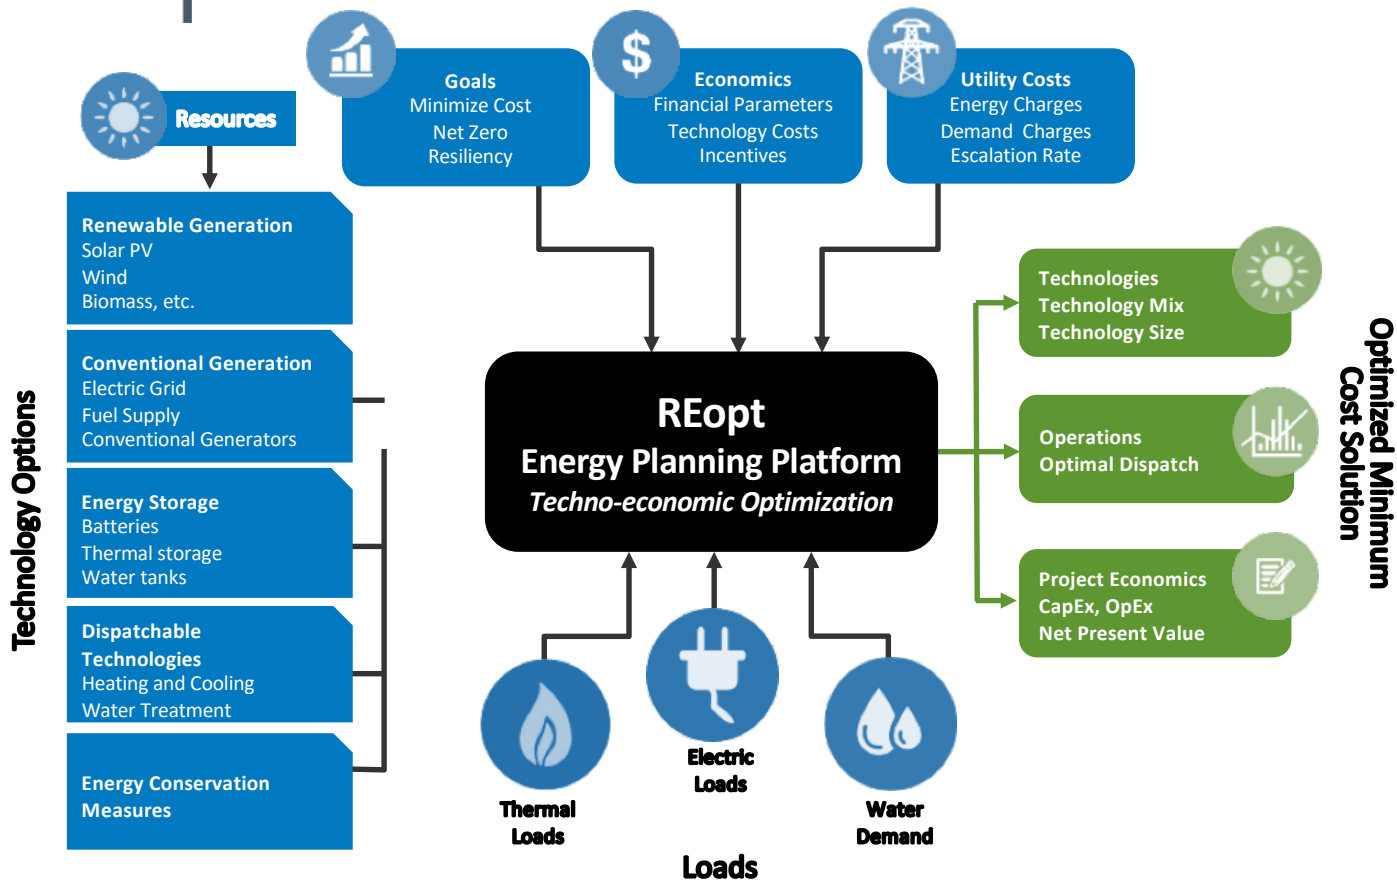 Resources
Goals
Minimize Cost
Net Zero
Resiliency
Economics
Financial Parameters
Technology Costs
Incentives
Utility Costs
Energy Charges
Demand Charges
Escalation Rate
Technology Options
Renewable Generation
Solar PV
Wind
Biomass, etc.
Conventional Generation
Electric Grid
Fuel Supply
Conventional Generators
Energy Storage
Batteries
Thermal storage
Water tanks
Dispatchable
Technologies
Heating and Cooling
Water Treatment
Energy Conservation
Measures
REopt
Energy Planning Platform
Techno-economic Optimization
Thermal
Loads
Electric
Loads
Water
Demand
Loads
Technologies
Technology Mix
Technology Size
Operations
Optimal Dispatch
Project Economics
CapEx, OpEx
Net Present Value
Optimized Minimum
Cost Solution